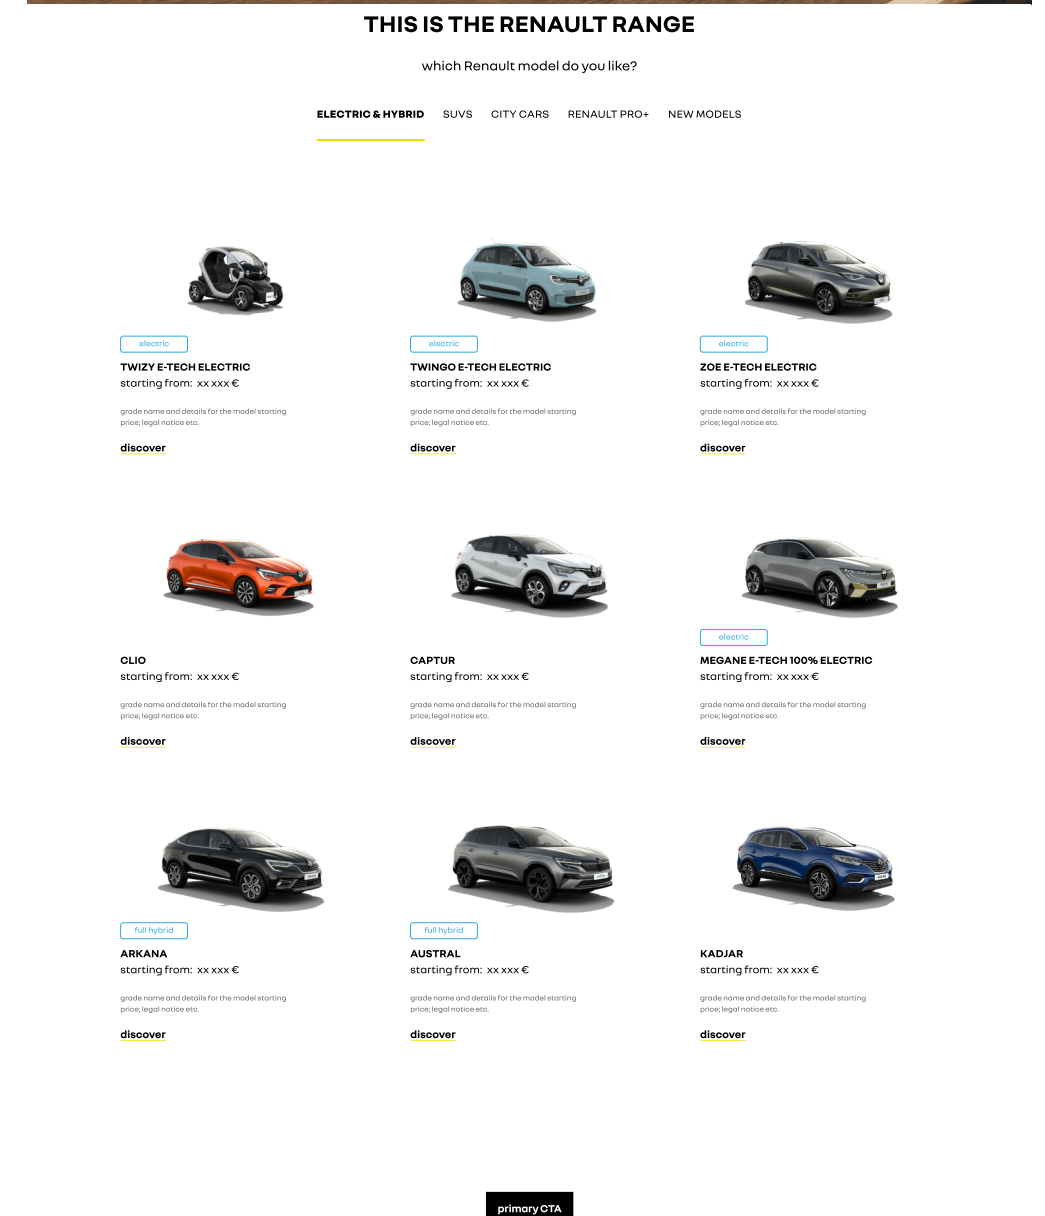 THIS IS THE RENAULT RANGE
which Renault model do you like?
ELECTRIC & HYBRID SUVS CITY CARS RENAULT PRO+ NEW MODELS
electric
TWIZY E-TECH ELECTRIC
starting from: xx xxx €
grade name and details for the model starting
price; legal notice etc.
discover
electric
TWINGO E-TECH ELECTRIC
starting from: xx xxx €
grade name and details for the model starting
price; legal notice etc.
discover
electric
ZOE E-TECH ELECTRIC
starting from: xx xxx €
grade name and details for the model starting
price; legal notice etc.
discover
CLIO
starting from: xx xxx €
grade name and details for the model starting
price; legal notice etc.
discover
CAPTUR
starting from: xx xxx €
grade name and details for the model starting
price; legal notice etc.
discover
electric
MEGANE E-TECH 100% ELECTRIC
starting from: xx xxx €
grade name and details for the model starting
price; legal notice etc.
discover
full hybrid
ARKANA
starting from: xx xxx €
grade name and details for the model starting
price; legal notice etc.
discover
full hybrid
AUSTRAL
starting from: xx xxx €
grade name and details for the model starting
price; legal notice etc.
discover
KADJAR
starting from: xx xxx €
grade name and details for the model starting
price; legal notice etc.
discover
primary CTA